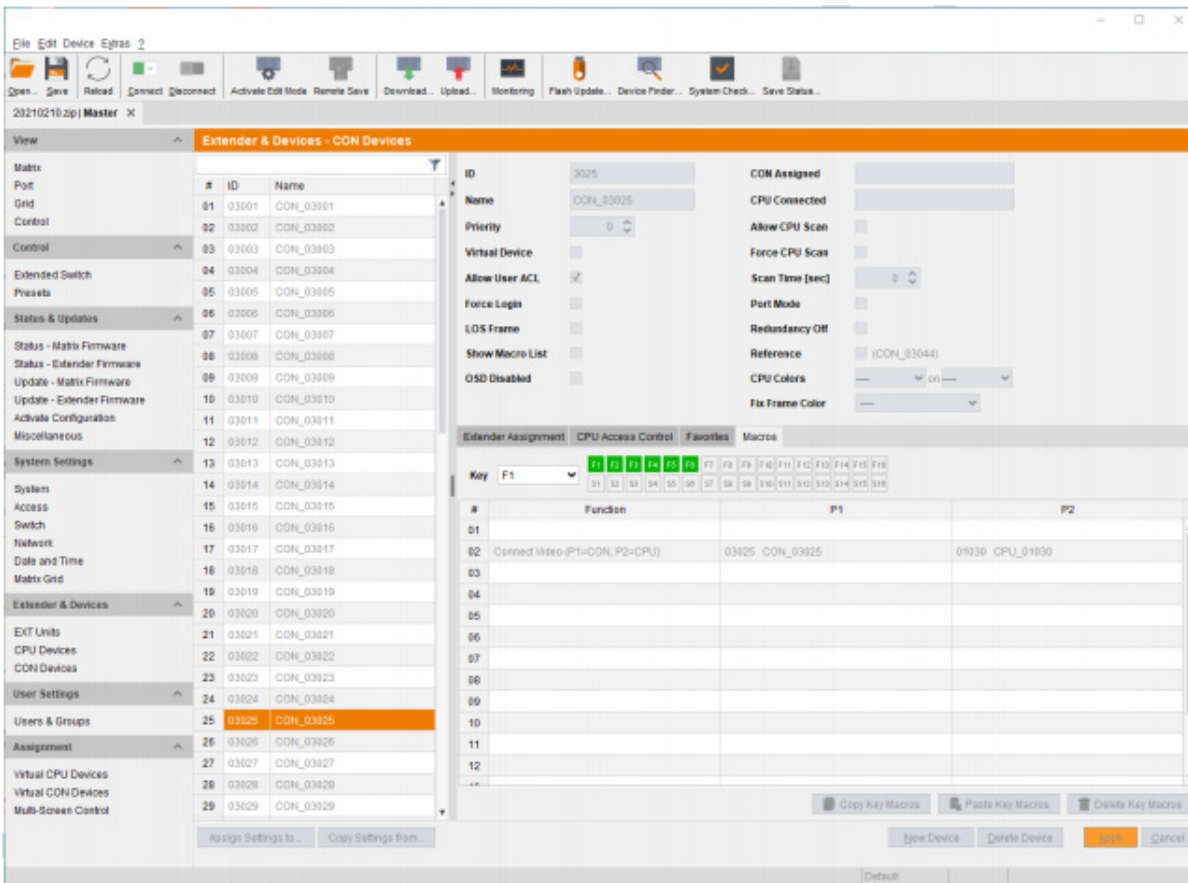 File Edit Device Extras ?
Open... Save Reload Connect Disconnect Activate Edit Mode Remote Save Download... Upload... Monitoring Flash Update... Device Finder... System Check... Save Status...
20210210.zip | Master X
View
Matrix
Port
Grid
Control
Control
Extended Switch
Presets
Status & Updates
Status - Matrix Firmware
Status - Extender Firmware
Update - Matrix Firmware
Update - Extender Firmware
Activate Configuration
Miscellaneous
System Settings
System
Access
Switch
Network
Date and Time
Matrix Grid
Extender & Devices
EXT Units
CPU Devices
CON Devices
User Settings
Users & Groups
Assignment
Virtual CPU Devices
Virtual CON Devices
Multi-Screen Control
Extender & Devices - CON Devices
# ID Name
01 03001 CON_03001
02 03002 CON_03002
03 03003 CON_03003
04 03004 CON_03004
05 03005 CON_03005
06 03006 CON_03006
07 03007 CON_03007
08 03008 CON_03008
09 03009 CON_03009
10 03010 CON_03010
11 03011 CON_03011
12 03012 CON_03012
13 03013 CON_03013
14 03014 CON_03014
15 03015 CON_03015
16 03016 CON_03016
17 03017 CON_03017
18 03018 CON_03018
19 03019 CON_03019
20 03020 CON_03020
21 03021 CON_03021
22 03022 CON_03022
23 03023 CON_03023
24 03024 CON_03024
25 03025 CON_03025
26 03026 CON_03026
27 03027 CON_03027
28 03028 CON_03028
29 03029 CON_03029
Assign Settings to... Copy Settings from...
ID 3025 CON Assigned
Name CON_03025 CPU Connected
Priority 0 Allow CPU Scan
Virtual Device Force CPU Scan
Allow User ACL Scan Time [sec] 0
Force Login Port Mode
LOS Frame Redundancy Off
Show Macro List Reference (CON_03044)
OSD Disabled CPU Colors — on —
Fix Frame Color —
Extender Assignment CPU Access Control Favorites Macros
Key F1
F1 F2 F3 F4 F5 F6 F7 F8 F9 F10 F11 F12 F13 F14 F15 F16
S1 S2 S3 S4 S5 S6 S7 S8 S9 S10 S11 S12 S13 S14 S15 S16
# Function P1 P2
01
02 Connect Video (P1=CON, P2=CPU) 03025 CON_03025 01030 CPU_01030
03
04
05
06
07
08
09
10
11
12
Copy Key Macros Paste Key Macros Delete Key Macros
New Device Delete Device Apply Cancel
Default